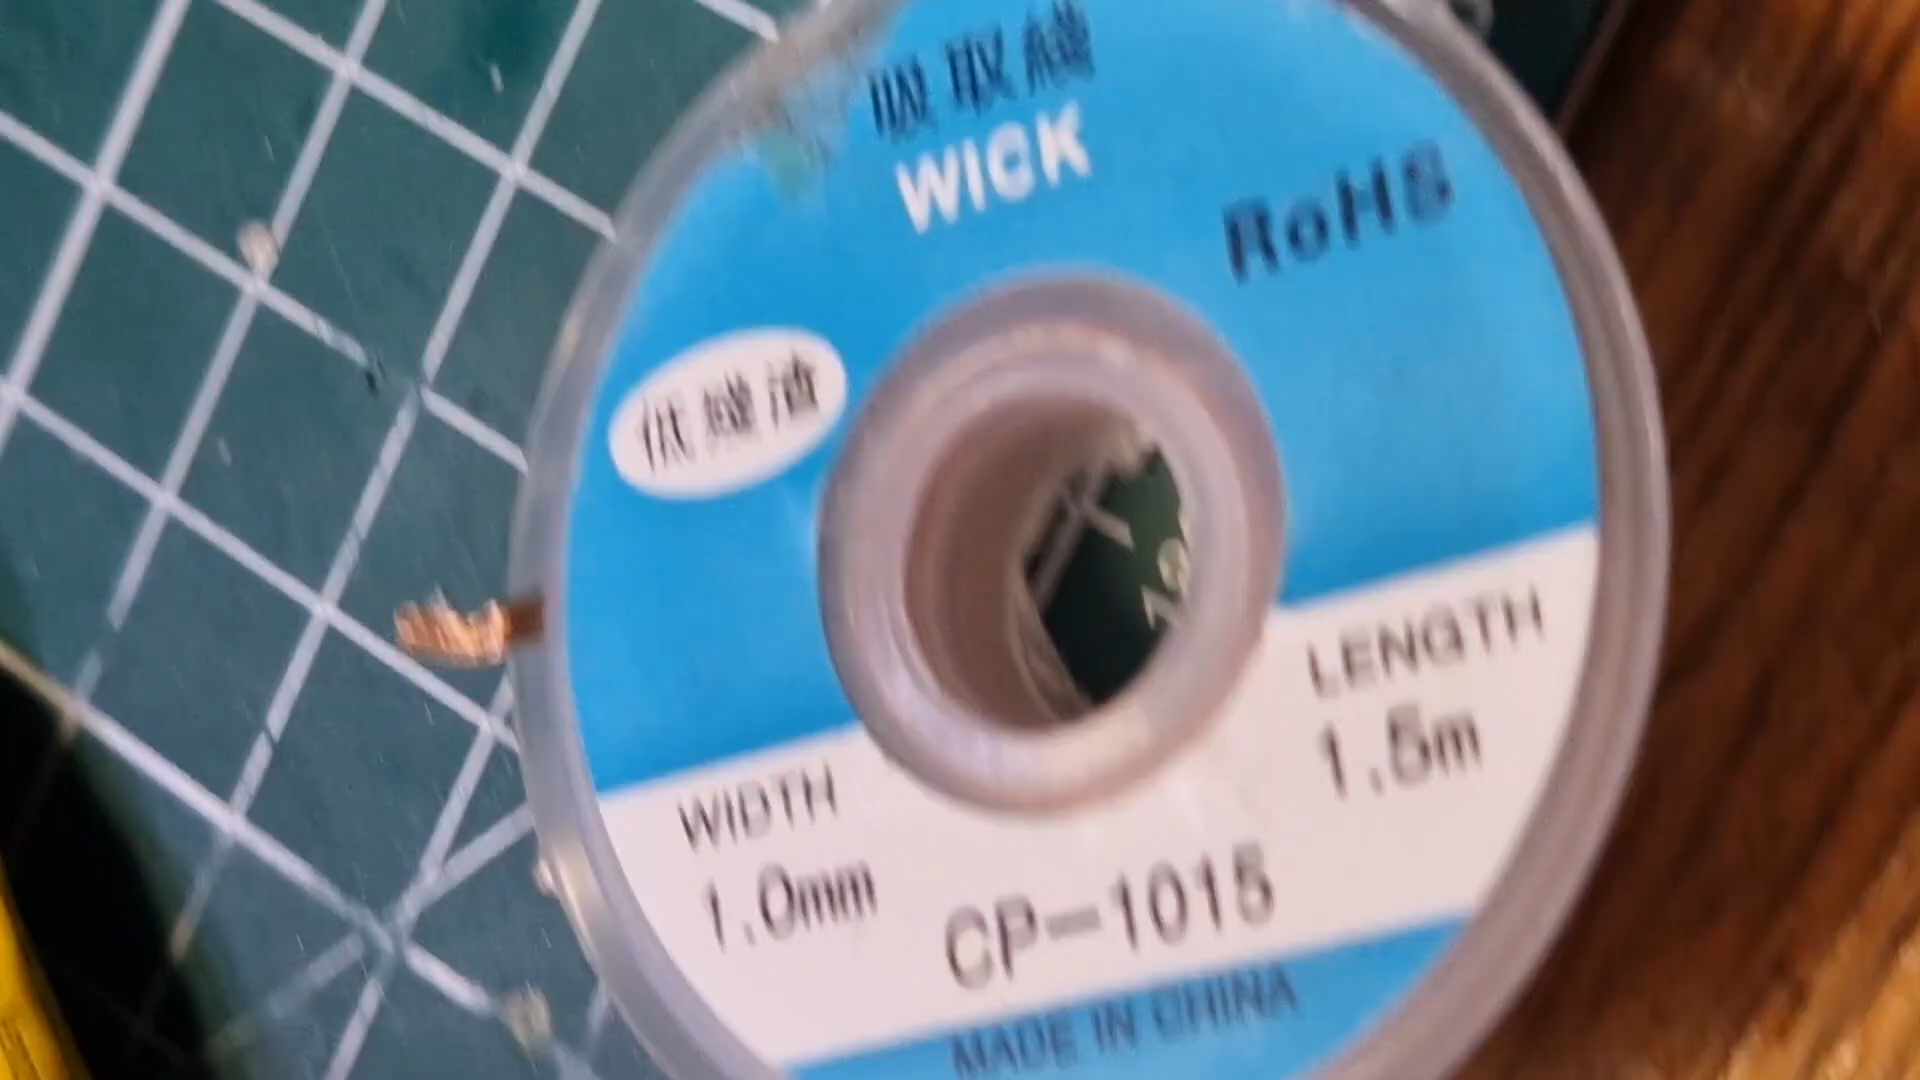 吸取線
WICK
RoHS
低殘渣
WIDTH
1.0mm
LENGTH
1.5m
CP-1015
MADE IN CHINA